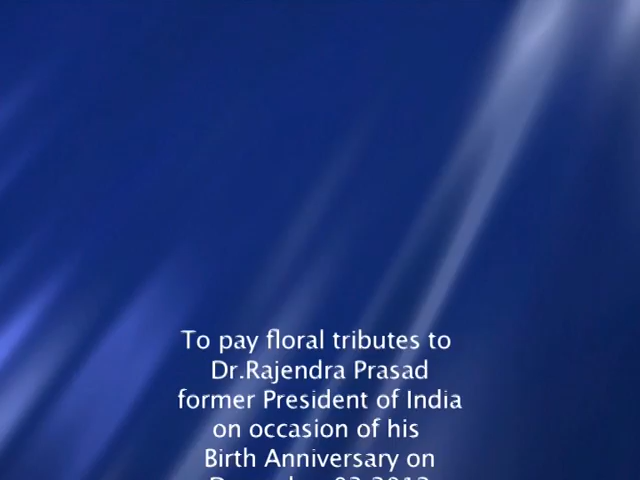 To pay floral tributes to
Dr.Rajendra Prasad
former President of India
on occasion of his
Birth Anniversary on